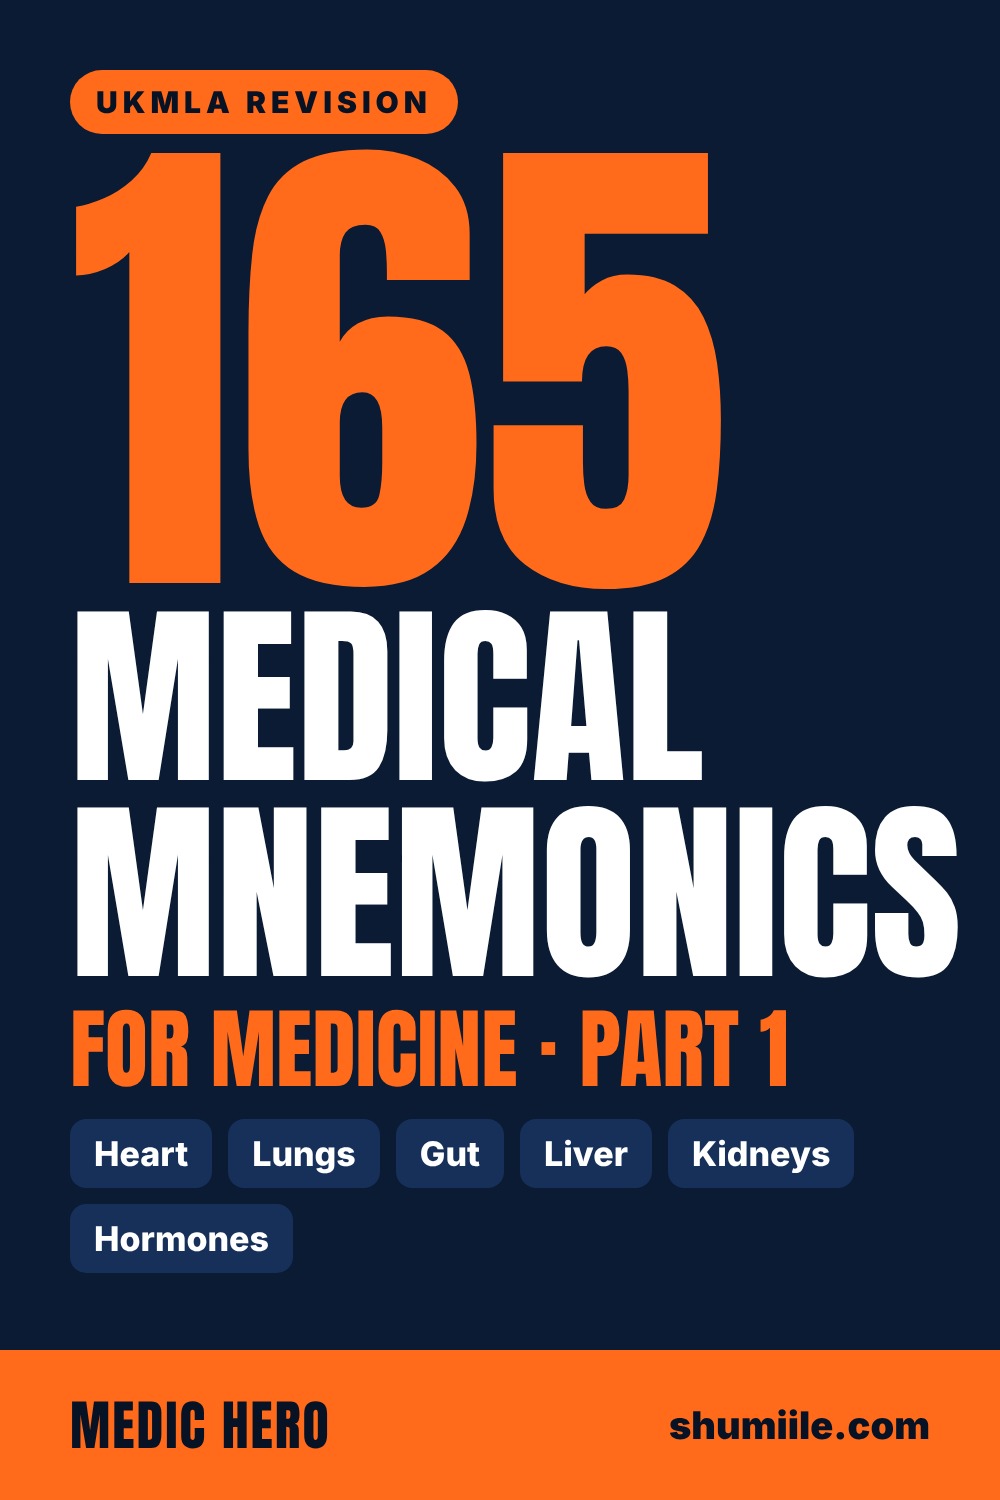 UKMLA REVISION
165
MEDICAL
MNEMONICS
FOR MEDICINE · PART 1
Heart Lungs Gut Liver Kidneys
Hormones
MEDIC HERO shumiile.com